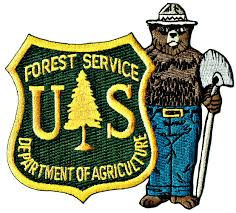 FOREST SERVICE
U S
DEPARTMENT OF AGRICULTURE